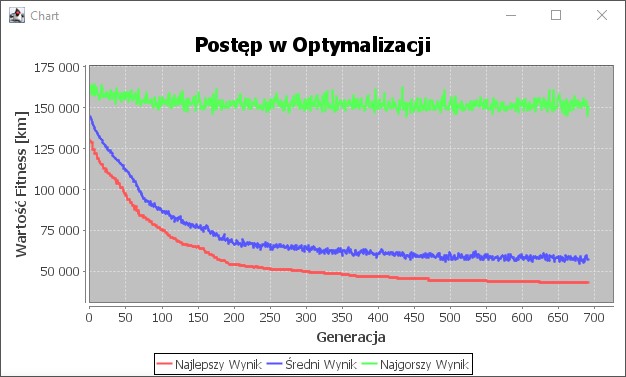 Chart
Postęp w Optymalizacji
Wartość Fitness [km]
175 000
150 000
125 000
100 000
75 000
50 000
0 50 100 150 200 250 300 350 400 450 500 550 600 650 700
Generacja
Najlepszy Wynik Średni Wynik Najgorszy Wynik